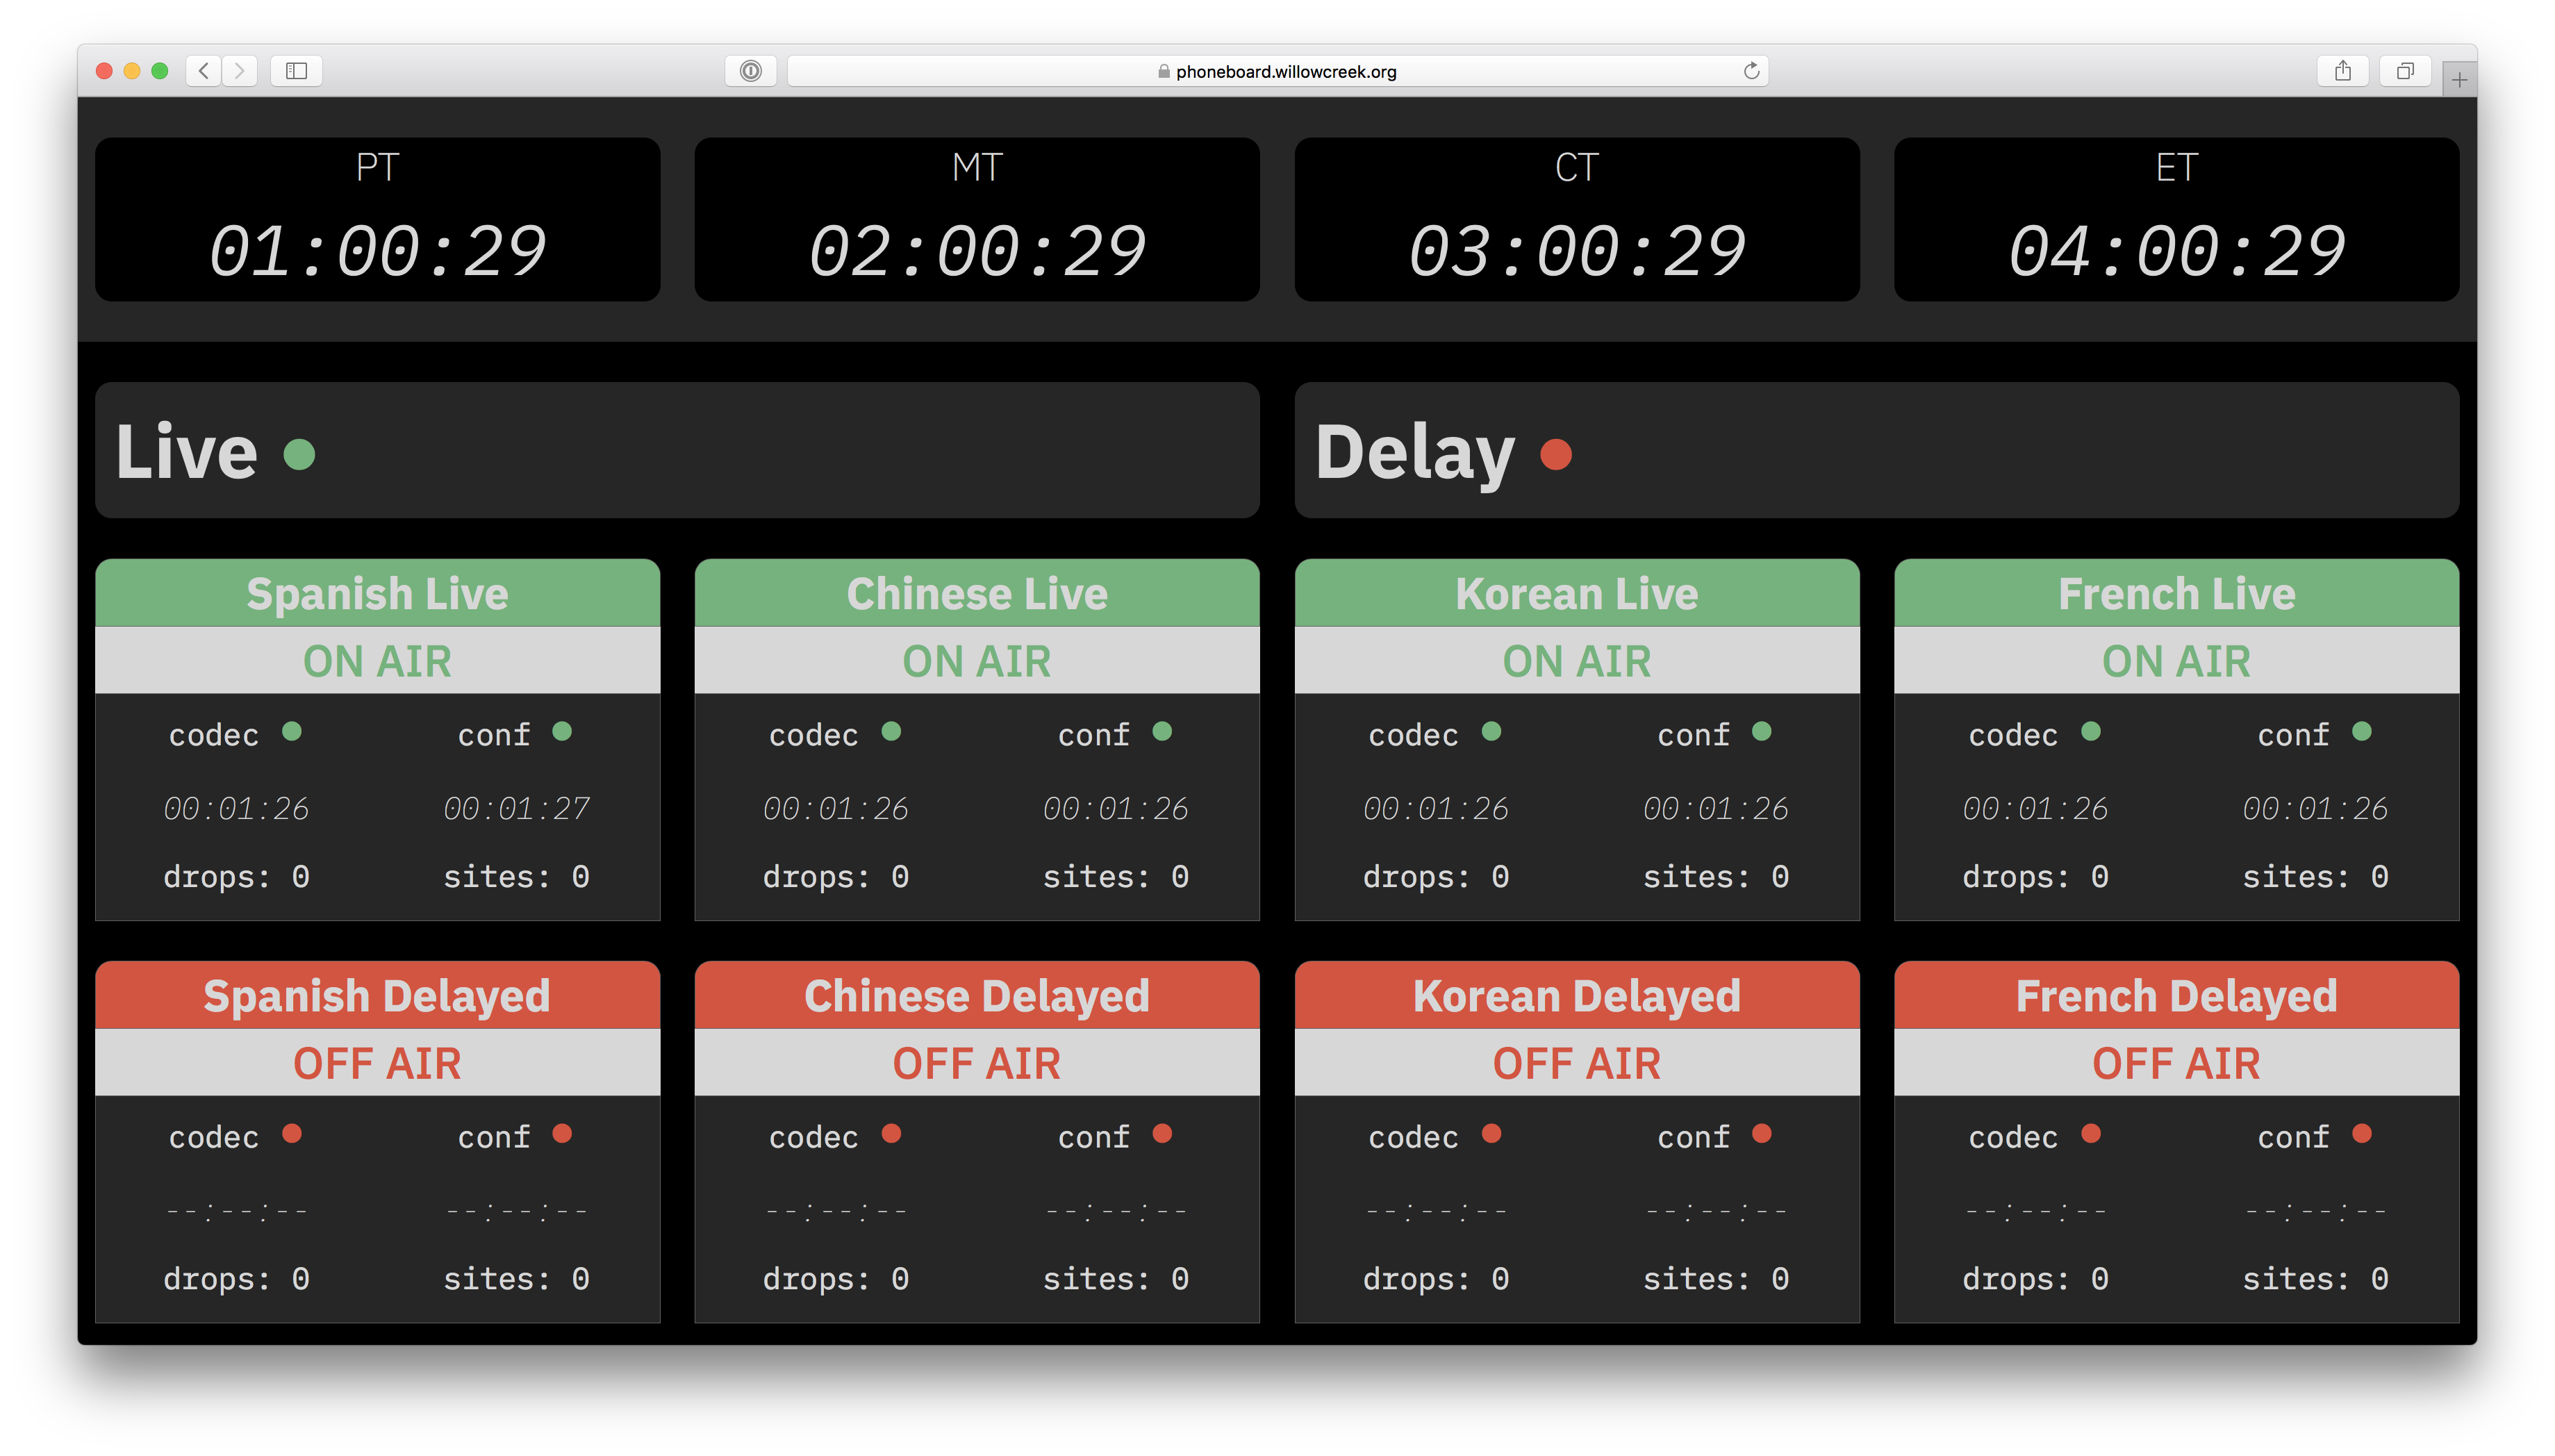 phoneboard.willowcreek.org
PT MT CT ET
01:00:29 02:00:29 03:00:29 04:00:29
Live Delay
Spanish Live Chinese Live Korean Live French Live
ON AIR ON AIR ON AIR ON AIR
codec conf codec conf codec conf codec conf
00:01:26 00:01:27 00:01:26 00:01:26 00:01:26 00:01:26 00:01:26 00:01:26
drops: 0 sites: 0 drops: 0 sites: 0 drops: 0 sites: 0 drops: 0 sites: 0
Spanish Delayed Chinese Delayed Korean Delayed French Delayed
OFF AIR OFF AIR OFF AIR OFF AIR
codec conf codec conf codec conf codec conf
--:--:-- --:--:-- --:--:-- --:--:-- --:--:-- --:--:-- --:--:-- --:--:--
drops: 0 sites: 0 drops: 0 sites: 0 drops: 0 sites: 0 drops: 0 sites: 0